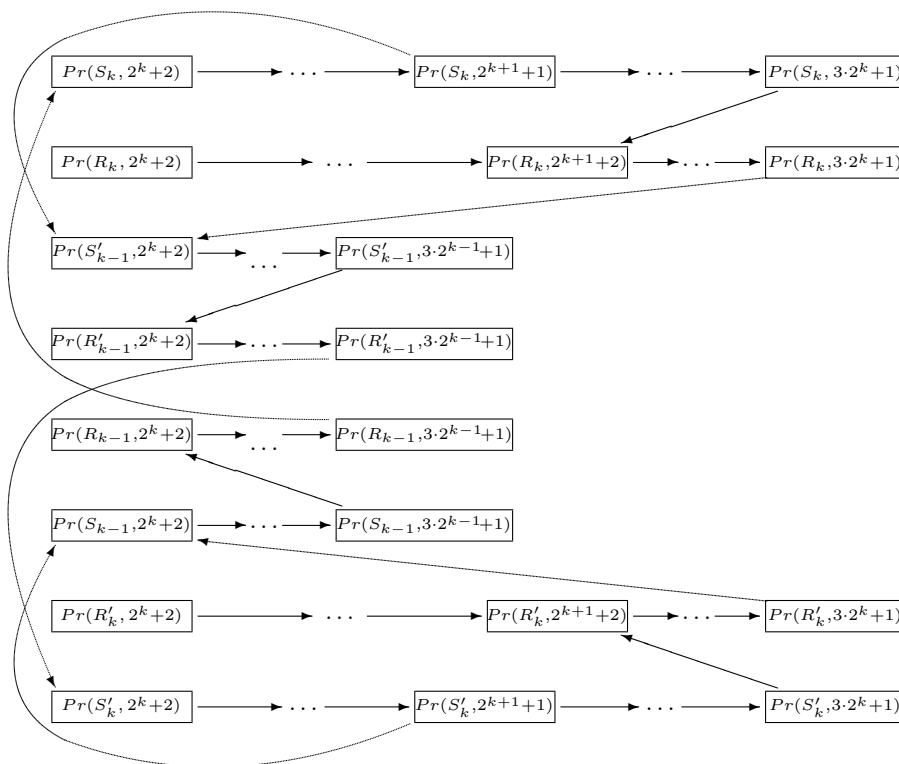 Pr(S_k, 2^k+2) ... Pr(S_k,2^{k+1}+1) ... Pr(S_k, 3·2^k+1)
Pr(R_k, 2^k+2) ... Pr(R_k,2^{k+1}+2) ... Pr(R_k, 3·2^k+1)
Pr(S'_{k−1},2^k+2) ... Pr(S'_{k−1},3·2^{k−1}+1)
Pr(R'_{k−1},2^k+2) ... Pr(R'_{k−1},3·2^{k−1}+1)
Pr(R_{k−1},2^k+2) ... Pr(R_{k−1},3·2^{k−1}+1)
Pr(S_{k−1},2^k+2) ... Pr(S_{k−1},3·2^{k−1}+1)
Pr(R'_k, 2^k+2) ... Pr(R'_k,2^{k+1}+2) ... Pr(R'_k, 3·2^k+1)
Pr(S'_k, 2^k+2) ... Pr(S'_k,2^{k+1}+1) ... Pr(S'_k, 3·2^k+1)